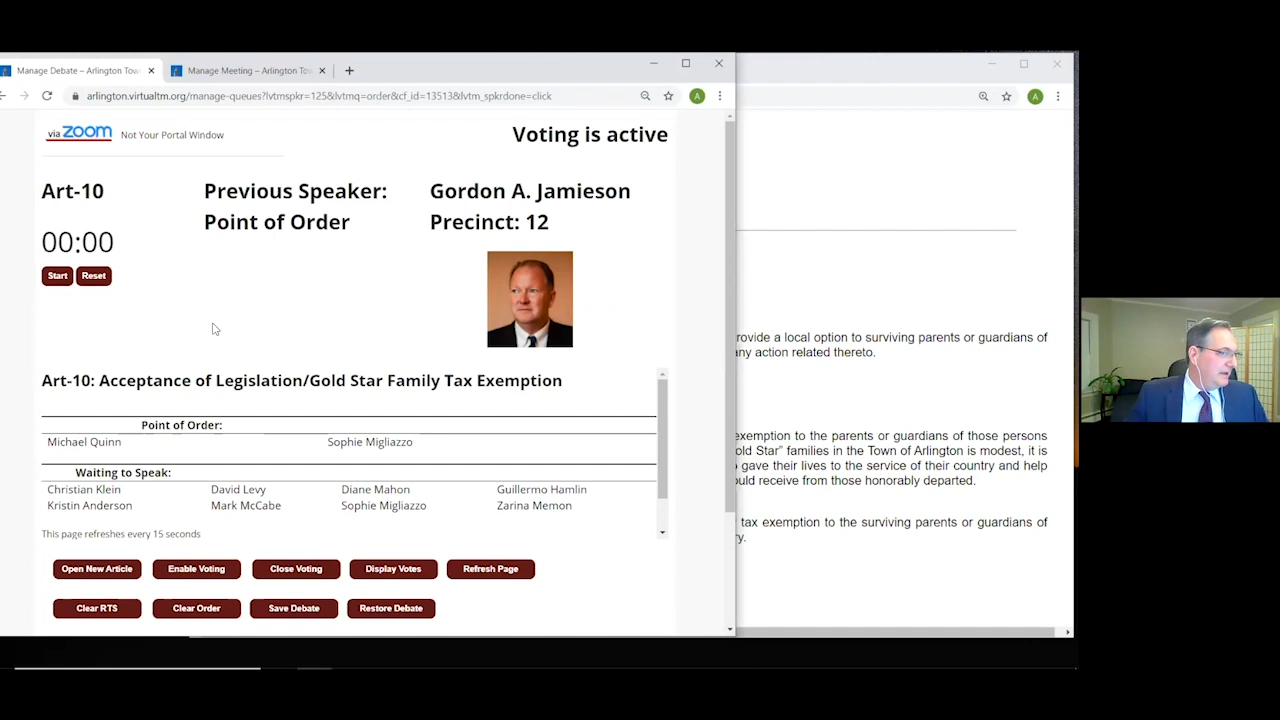 Manage Debate – Arlington Tow
Manage Meeting – Arlington To
arlington.virtualtm.org/manage-queues?lvtmspkr=125&lvtmq=order&cf_id=13513&lvtm_spkrdone=click
A
A
via zoom Not Your Portal Window
Voting is active
Art-10
Previous Speaker: Gordon A. Jamieson
Point of Order Precinct: 12
00:00
Start Reset
Art-10: Acceptance of Legislation/Gold Star Family Tax Exemption
Point of Order:
Michael Quinn Sophie Migliazzo
Waiting to Speak:
Christian Klein David Levy Diane Mahon Guillermo Hamlin
Kristin Anderson Mark McCabe Sophie Migliazzo Zarina Memon
This page refreshes every 15 seconds
Open New Article Enable Voting Close Voting Display Votes Refresh Page
Clear RTS Clear Order Save Debate Restore Debate
rovide a local option to surviving parents or guardians of
any action related thereto.
exemption to the parents or guardians of those persons
old Star” families in the Town of Arlington is modest, it is
gave their lives to the service of their country and help
ould receive from those honorably departed.
tax exemption to the surviving parents or guardians of
ry.